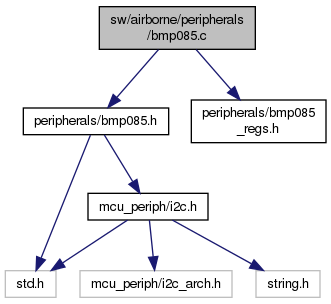 sw/airborne/peripherals
/bmp085.c
peripherals/bmp085.h
peripherals/bmp085
_regs.h
mcu_periph/i2c.h
std.h
mcu_periph/i2c_arch.h
string.h